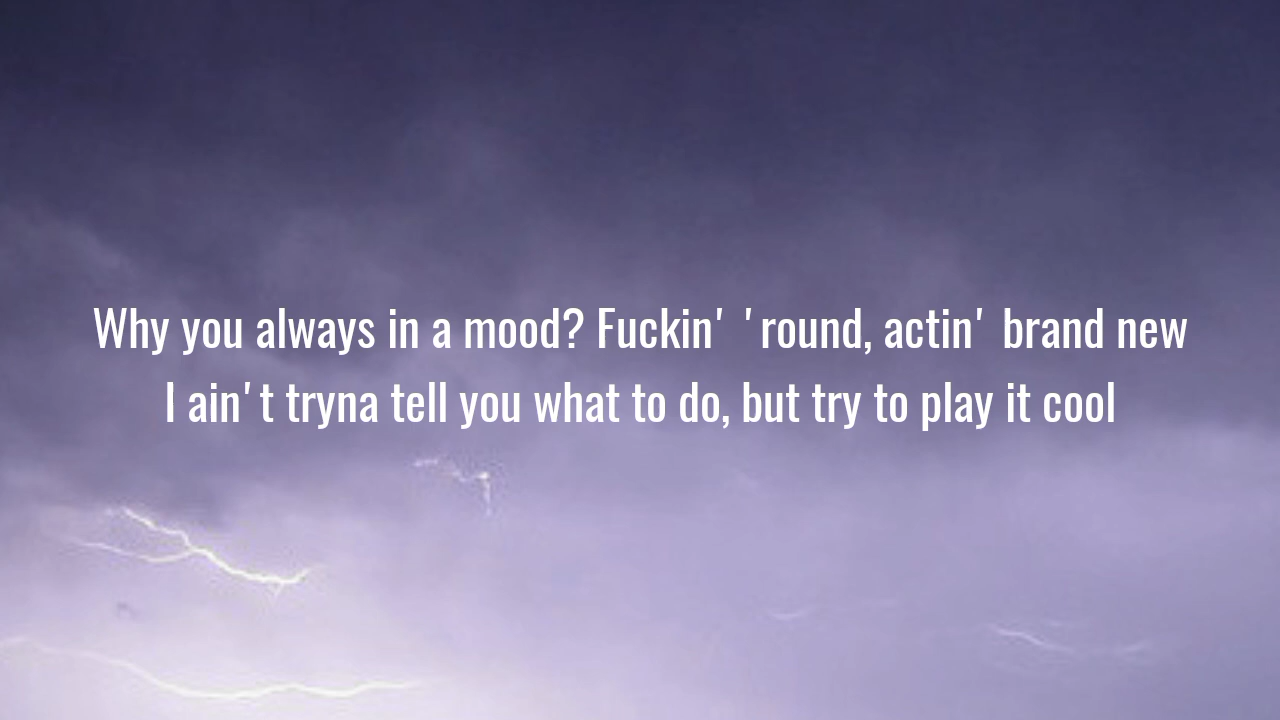 Why you always in a mood? Fuckin' 'round, actin' brand new
I ain't tryna tell you what to do, but try to play it cool